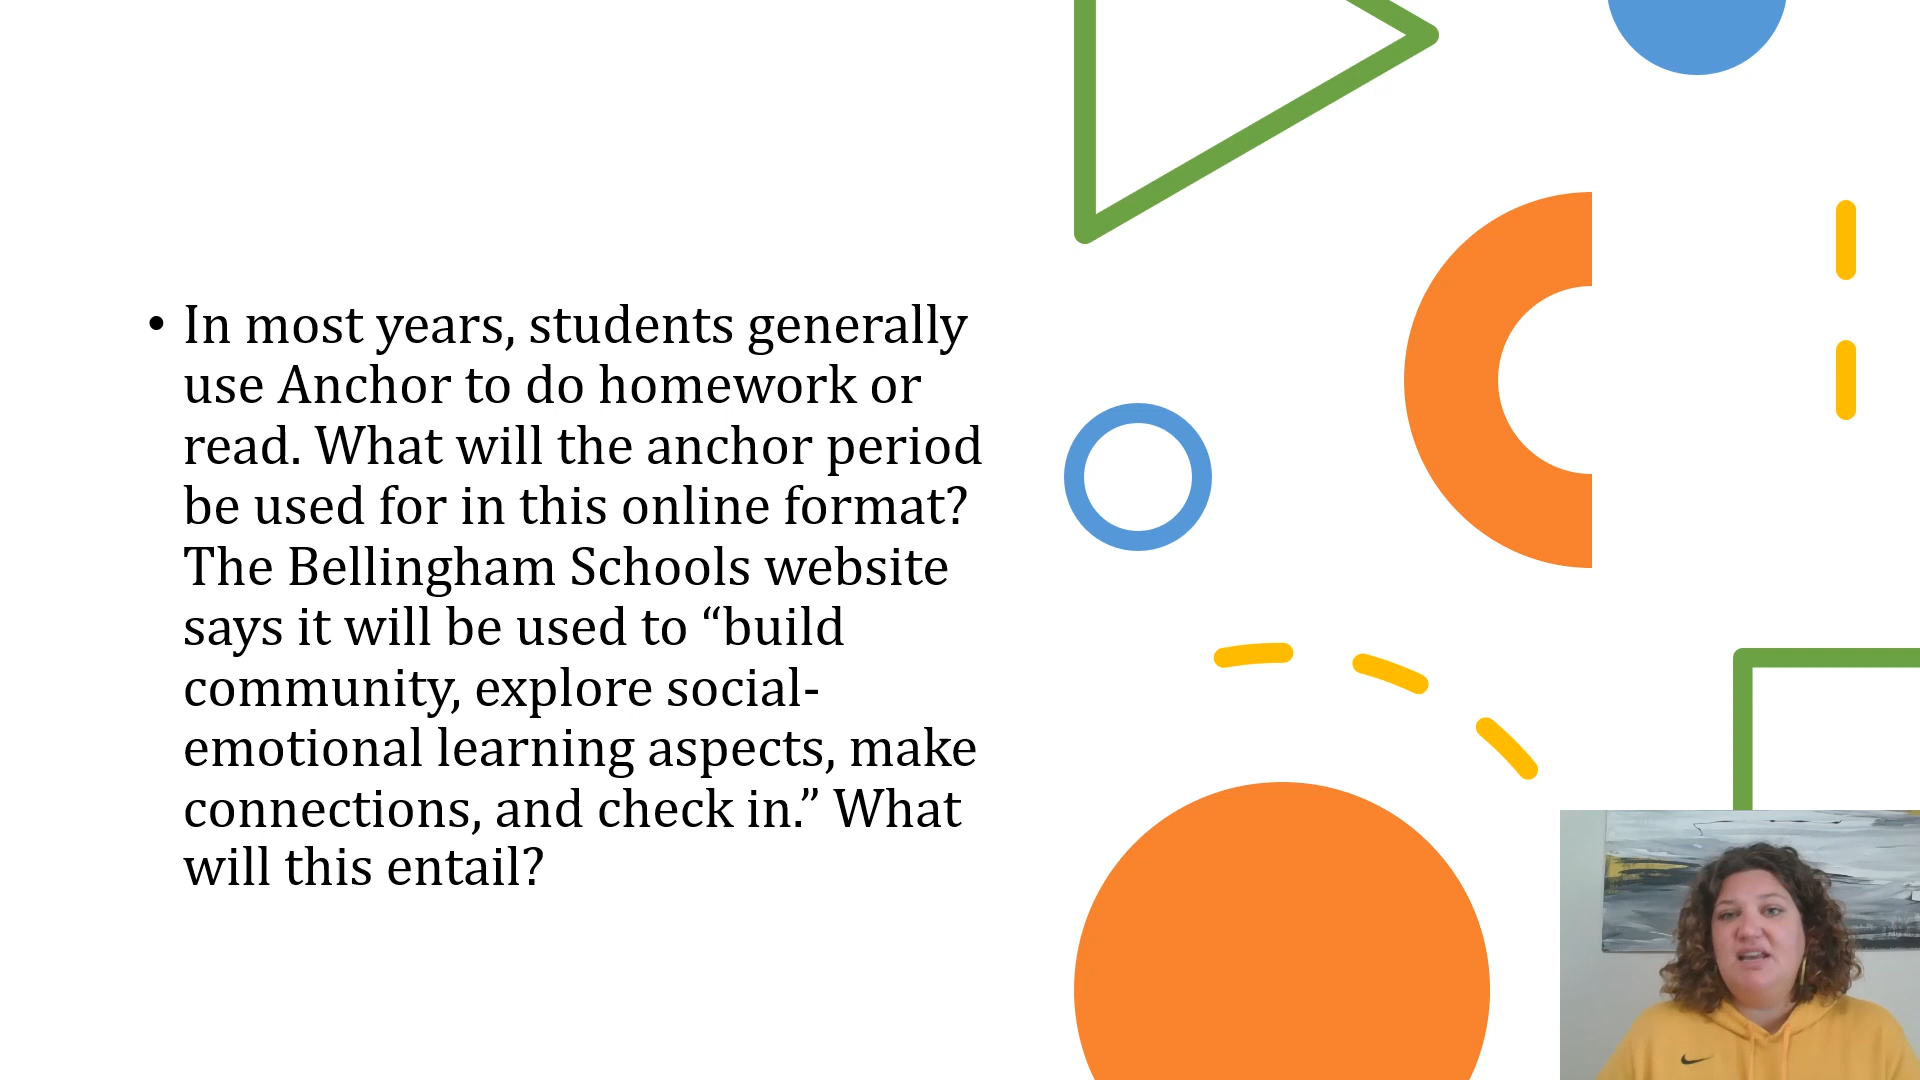 • In most years, students generally
use Anchor to do homework or
read. What will the anchor period
be used for in this online format?
The Bellingham Schools website
says it will be used to “build
community, explore social-
emotional learning aspects, make
connections, and check in.” What
will this entail?